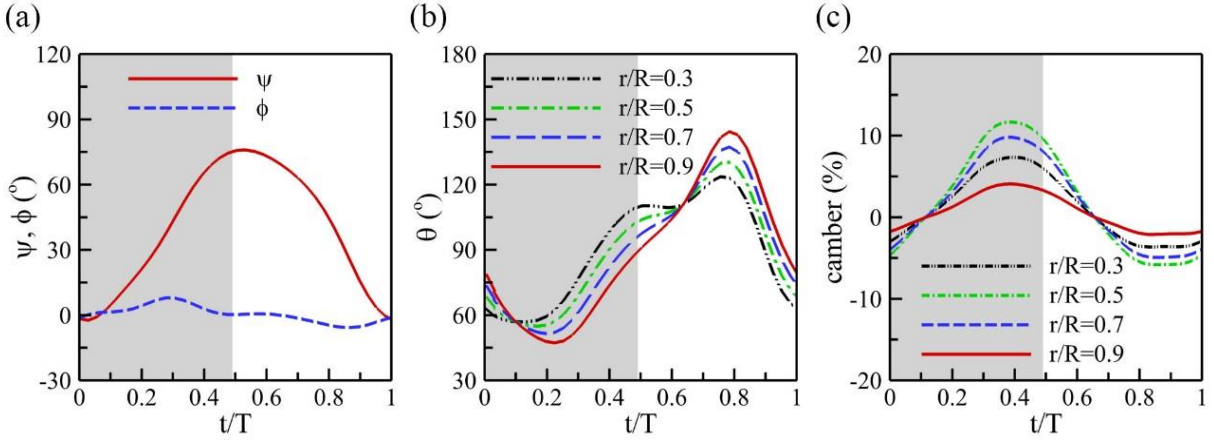 (a)
120
90
60
30
0
-30
ψ, ϕ (°)
ψ
ϕ
0 0.2 0.4 0.6 0.8 1
t/T
(b)
180
150
120
90
60
30
θ (°)
r/R=0.3
r/R=0.5
r/R=0.7
r/R=0.9
0 0.2 0.4 0.6 0.8 1
t/T
(c)
20
10
0
-10
-20
camber (%)
r/R=0.3
r/R=0.5
r/R=0.7
r/R=0.9
0 0.2 0.4 0.6 0.8 1
t/T